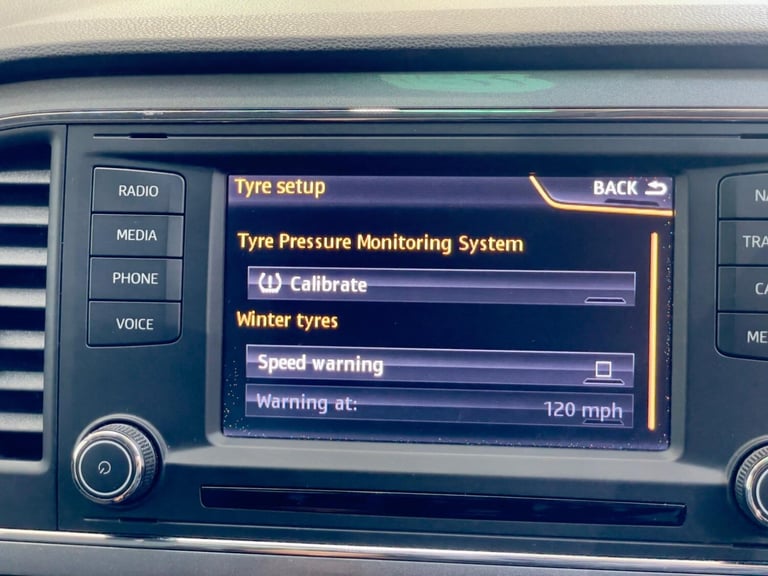 RADIO
MEDIA
PHONE
VOICE
Tyre setup
BACK
Tyre Pressure Monitoring System
Calibrate
Winter tyres
Speed warning
Warning at: 120 mph